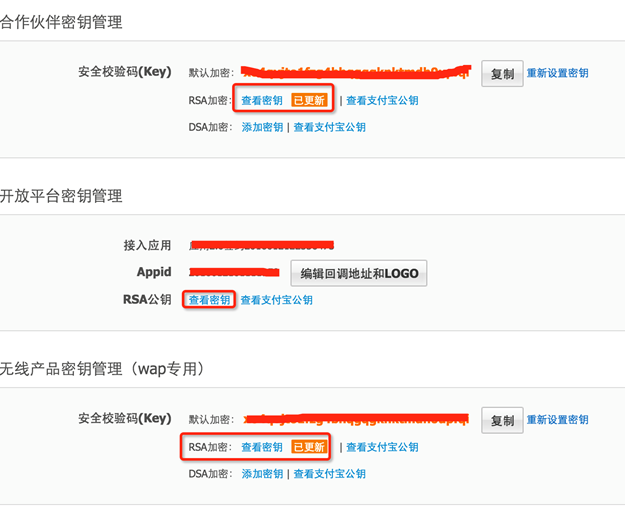 合作伙伴密钥管理
安全校验码(Key) 默认加密： 复制 重新设置密钥
RSA加密： 查看密钥 已更新 | 查看支付宝公钥
DSA加密： 添加密钥 | 查看支付宝公钥
开放平台密钥管理
接入应用
Appid 编辑回调地址和LOGO
RSA公钥 查看密钥 查看支付宝公钥
无线产品密钥管理（wap专用）
安全校验码(Key) 默认加密： 复制 重新设置密钥
RSA加密： 查看密钥 已更新 | 查看支付宝公钥
DSA加密： 添加密钥 | 查看支付宝公钥